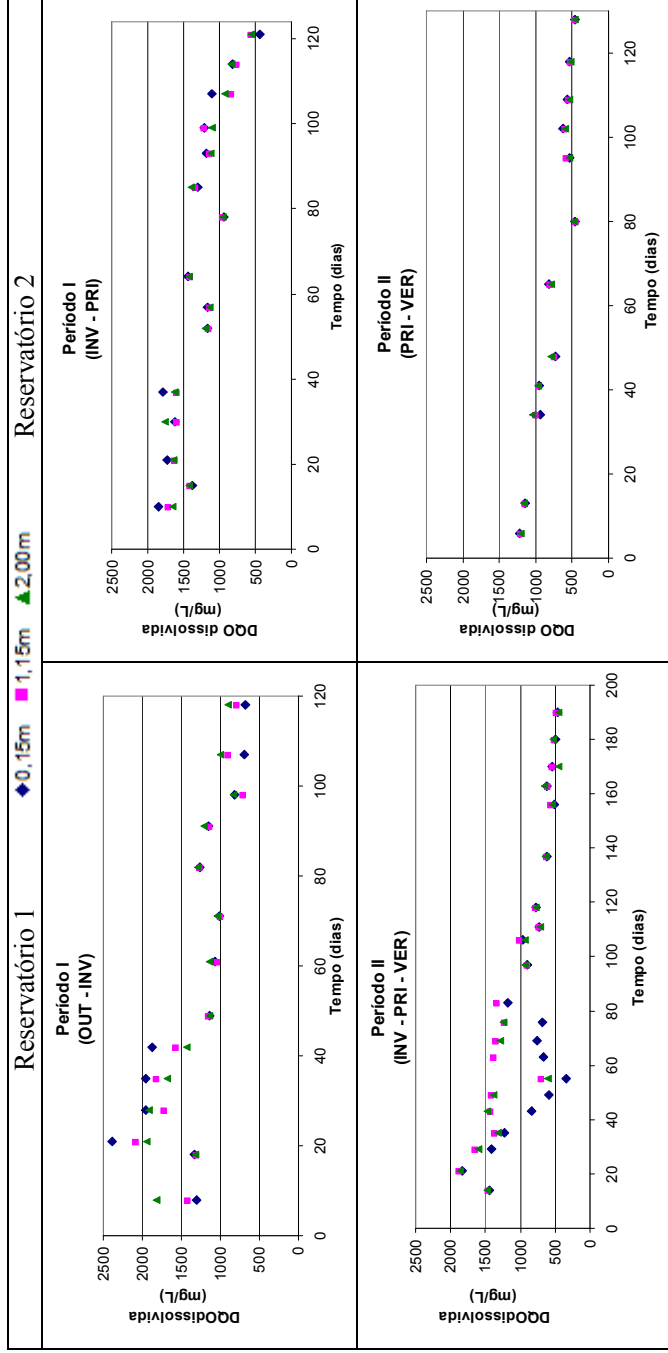 Reservatório 1
Reservatório 2
0,15m 1,15m 2,00m
Período I
(OUT - INV)
DQOdissolvida
(mg/L)
2500
2000
1500
1000
500
0
0 20 40 60 80 100 120
Tempo (dias)
Período I
(INV - PRI)
DQO dissolvida
(mg/L)
2500
2000
1500
1000
500
0
0 20 40 60 80 100 120
Tempo (dias)
Período II
(INV - PRI - VER)
DQOdissolvida
(mg/L)
2500
2000
1500
1000
500
0
0 20 40 60 80 100 120 140 160 180 200
Tempo (dias)
Período II
(PRI - VER)
DQO dissolvida
(mg/L)
2500
2000
1500
1000
500
0
0 20 40 60 80 100 120
Tempo (dias)